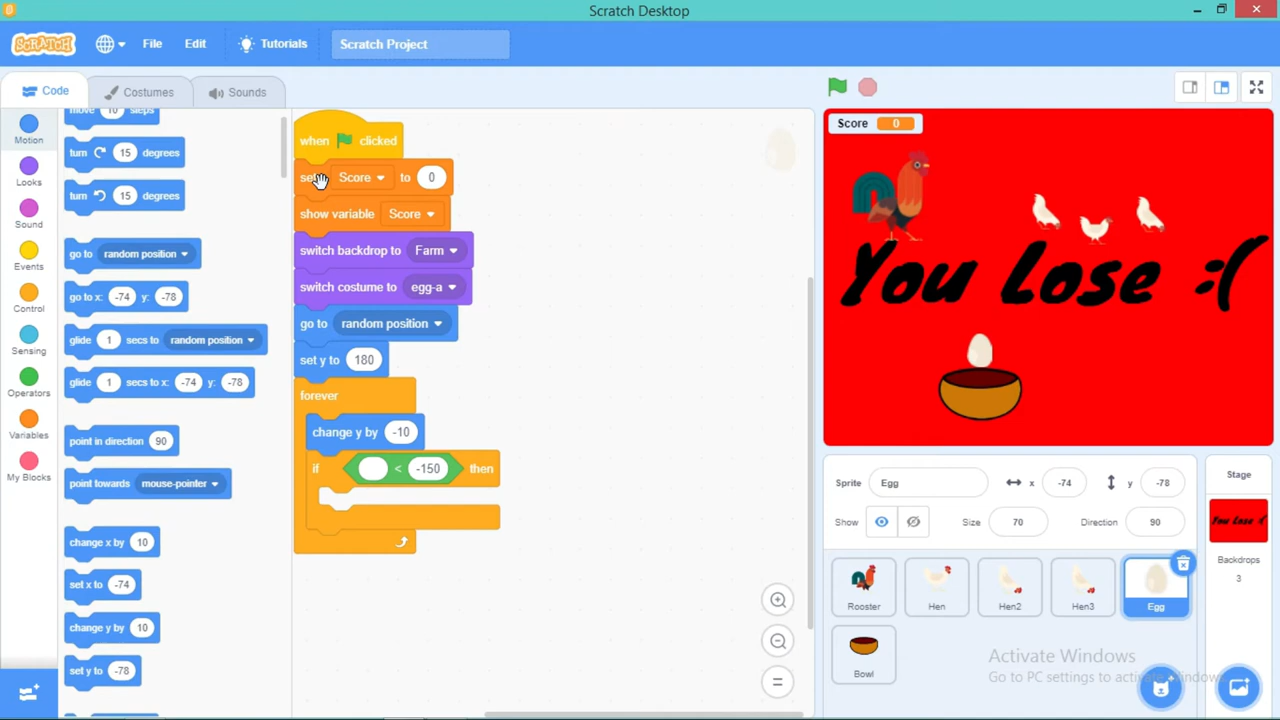 Scratch Desktop
SCRATCH File Edit Tutorials Scratch Project
Code Costumes Sounds
Motion
Looks
Sound
Events
Control
Sensing
Operators
Variables
My Blocks
move 10 steps
turn 15 degrees
turn 15 degrees
go to random position
go to x: -74 y: -78
glide 1 secs to random position
glide 1 secs to x: -74 y: -78
point in direction 90
point towards mouse-pointer
change x by 10
set x to -74
change y by 10
set y to -78
when clicked
set Score to 0
show variable Score
switch backdrop to Farm
switch costume to egg-a
go to random position
set y to 180
forever
change y by -10
if < -150 then
Score 0
You Lose :(
Sprite Egg x -74 y -78
Show Size 70 Direction 90
Rooster Hen Hen2 Hen3 Egg
Bowl
Stage
You Lose :(
Backdrops
3
Activate Windows
Go to PC settings to activate Windows.